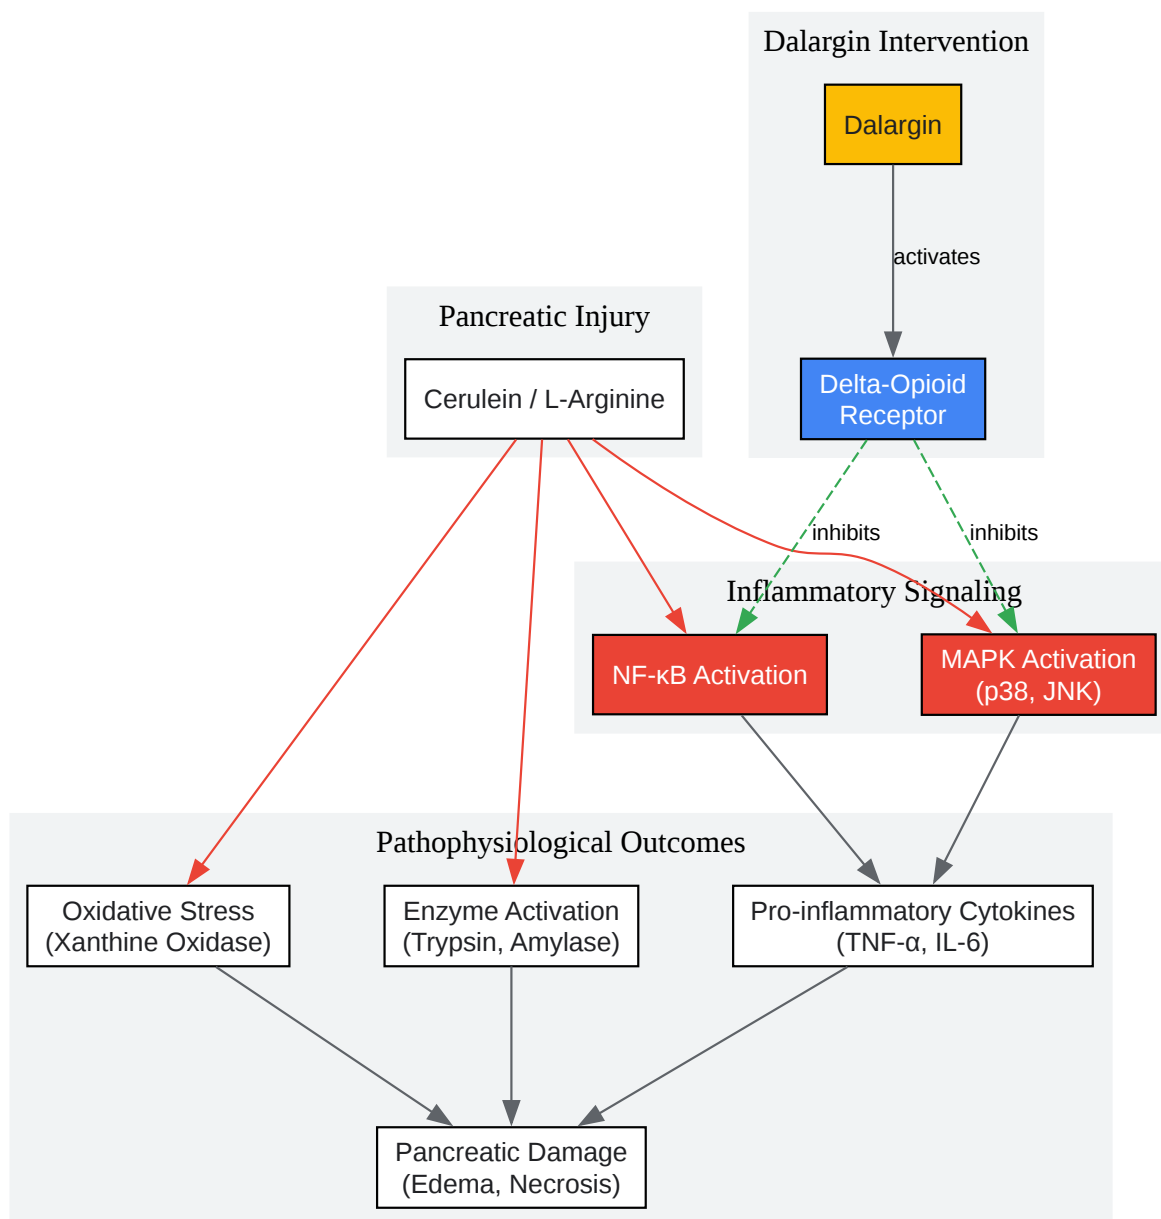 Dalargin Intervention
Dalargin
activates
Pancreatic Injury
Cerulein / L-Arginine
Delta-Opioid
Receptor
inhibits
inhibits
Inflammatory Signaling
NF-κB Activation
MAPK Activation
(p38, JNK)
Pathophysiological Outcomes
Oxidative Stress
(Xanthine Oxidase)
Enzyme Activation
(Trypsin, Amylase)
Pro-inflammatory Cytokines
(TNF-α, IL-6)
Pancreatic Damage
(Edema, Necrosis)